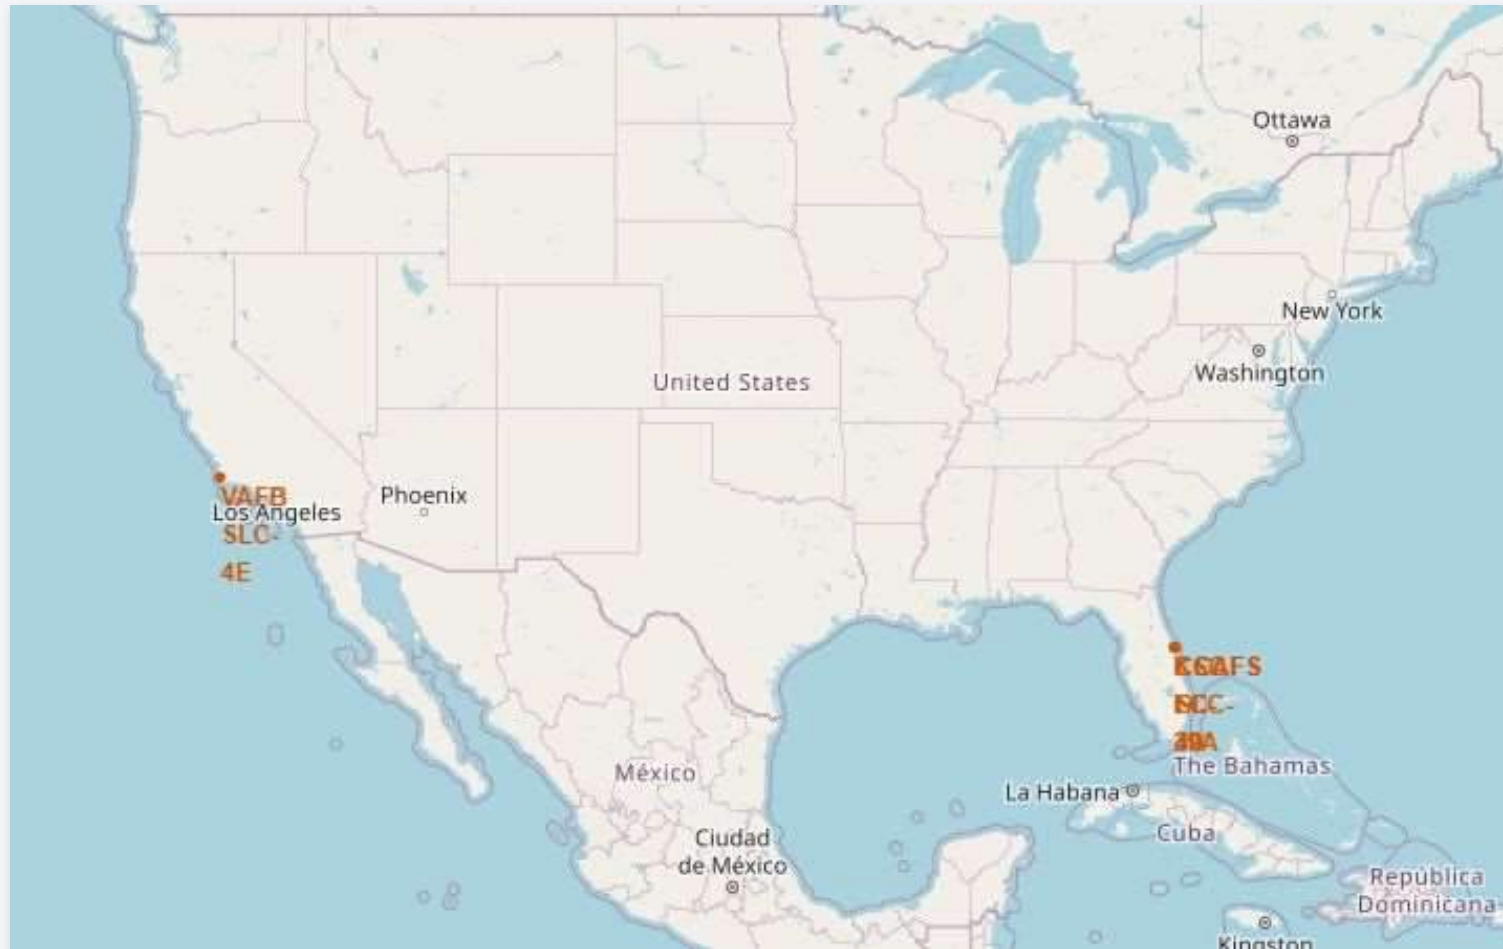 Ottawa
New York
Washington
United States
VAFB
Los Angeles
SLC-
4E
Phoenix
The Bahamas
México
La Habana
Cuba
Ciudad
de México
República
Dominicana
Kingston